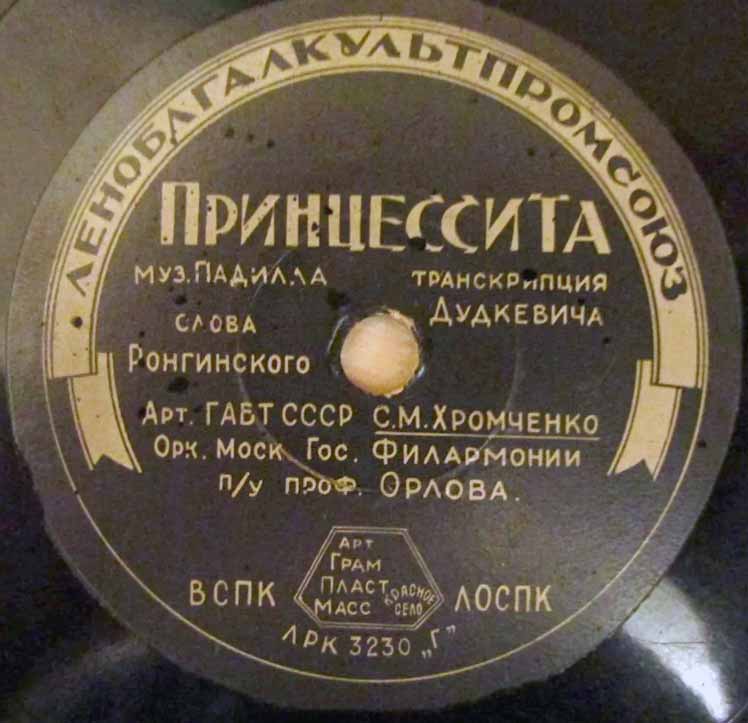 ЛЕНОБЛГАЛКУЛЬТПРОМСОЮЗ
ПРИНЦЕССИТА
МУЗ. ПАДИЛЛА
ТРАНСКРИПЦИЯ
ДУДКЕВИЧА
СЛОВА
РОНГИНСКОГО
АРТ. ГАБТ СССР С.М. ХРОМЧЕНКО
ОРК. МОСК ГОС. ФИЛАРМОНИИ
П/У ПРОФ. ОРЛОВА.
АРТ
ГРАМ
ПЛАСТ
МАСС
КРАСНОЕ
СЕЛО
ВСПК
ЛОСПК
ЛРК 3230 „Г"